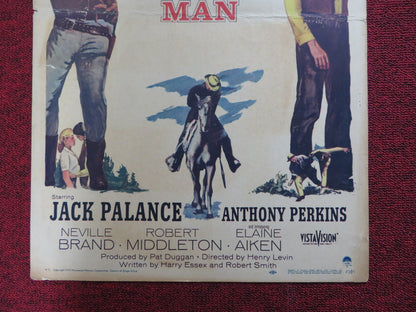 MAN
Starring
JACK PALANCE ANTHONY PERKINS
NEVILLE BRAND · ROBERT MIDDLETON · ELAINE AIKEN
VISTAVISION
Produced by Pat Duggan · Directed by Henry Levin
Written by Harry Essex and Robert Smith